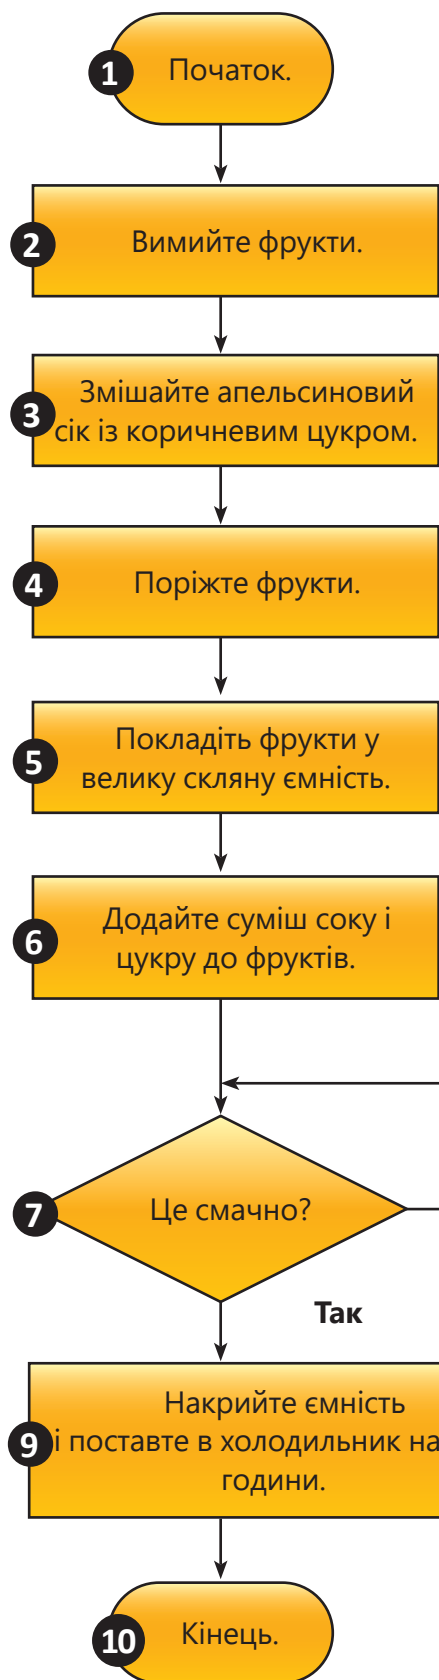 1 Початок.
2 Вимийте фрукти.
3 Змішайте апельсиновий
сік із коричневим цукром.
4 Поріжте фрукти.
5 Покладіть фрукти у
велику скляну ємність.
6 Додайте суміш соку і
цукру до фруктів.
7 Це смачно?
Так
Накрийте ємність
9 і поставте в холодильник на
години.
10 Кінець.